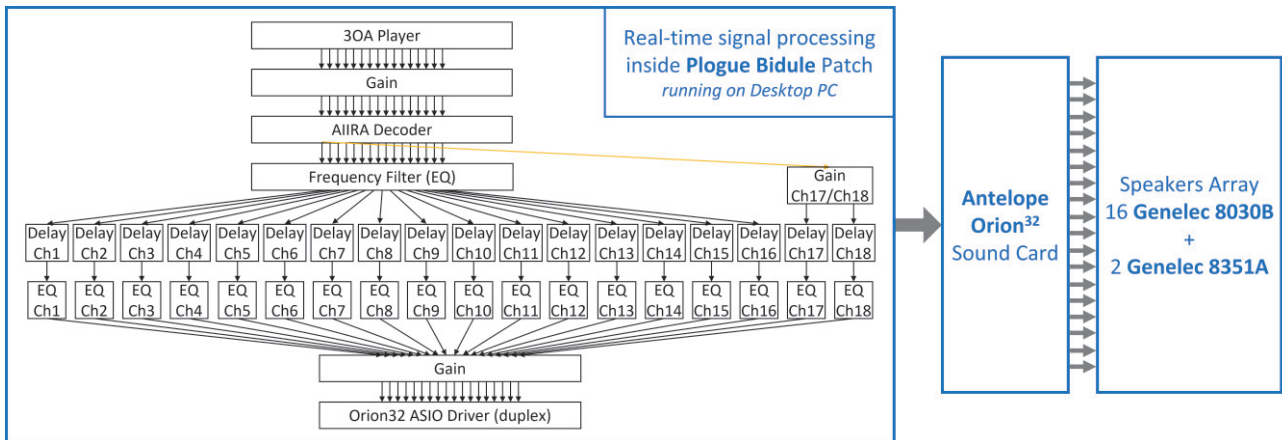 3OA Player
Real-time signal processing
inside Plogue Bidule Patch
running on Desktop PC
Gain
AIIRA Decoder
Frequency Filter (EQ)
Gain
Ch17/Ch18
Delay Delay Delay Delay Delay Delay Delay Delay Delay Delay Delay Delay Delay Delay Delay Delay Delay Delay
Ch1 Ch2 Ch3 Ch4 Ch5 Ch6 Ch7 Ch8 Ch9 Ch10 Ch11 Ch12 Ch13 Ch14 Ch15 Ch16 Ch17 Ch18
EQ EQ EQ EQ EQ EQ EQ EQ EQ EQ EQ EQ EQ EQ EQ EQ EQ EQ
Ch1 Ch2 Ch3 Ch4 Ch5 Ch6 Ch7 Ch8 Ch9 Ch10 Ch11 Ch12 Ch13 Ch14 Ch15 Ch16 Ch17 Ch18
Gain
Orion32 ASIO Driver (duplex)
Antelope
Orion³²
Sound Card
Speakers Array
16 Genelec 8030B
+
2 Genelec 8351A